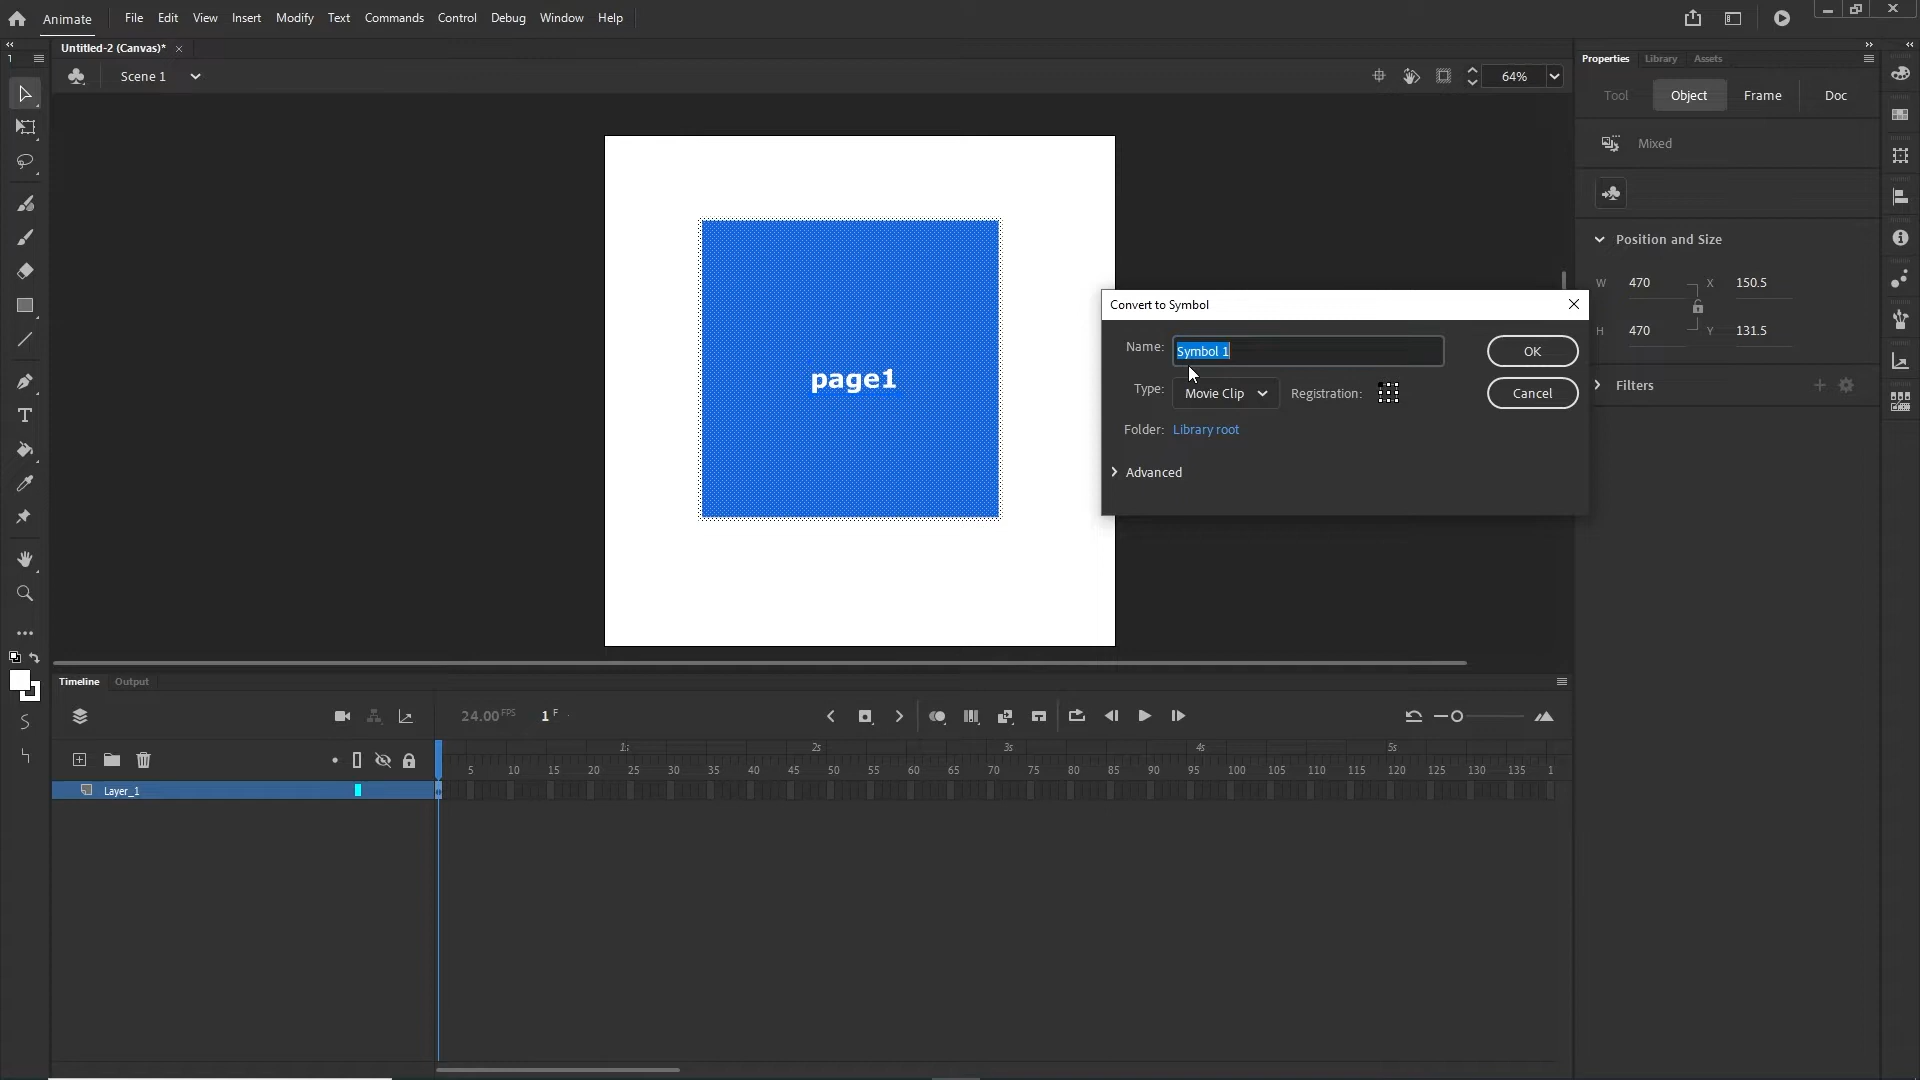 Animate File Edit View Insert Modify Text Commands Control Debug Window Help
Untitled-2 (Canvas)*
Scene 1
64%
Properties Library Assets
Tool Object Frame Doc
Mixed
Position and Size
W 470 X 150.5
H 470 Y 131.5
Filters
page1
Convert to Symbol
Name: Symbol 1 OK
Type: Movie Clip Registration: Cancel
Folder: Library root
Advanced
Timeline Output
24.00 FPS 1 F
1s 2s 3s 4s 5s
5 10 15 20 25 30 35 40 45 50 55 60 65 70 75 80 85 90 95 100 105 110 115 120 125 130 135 1
Layer_1